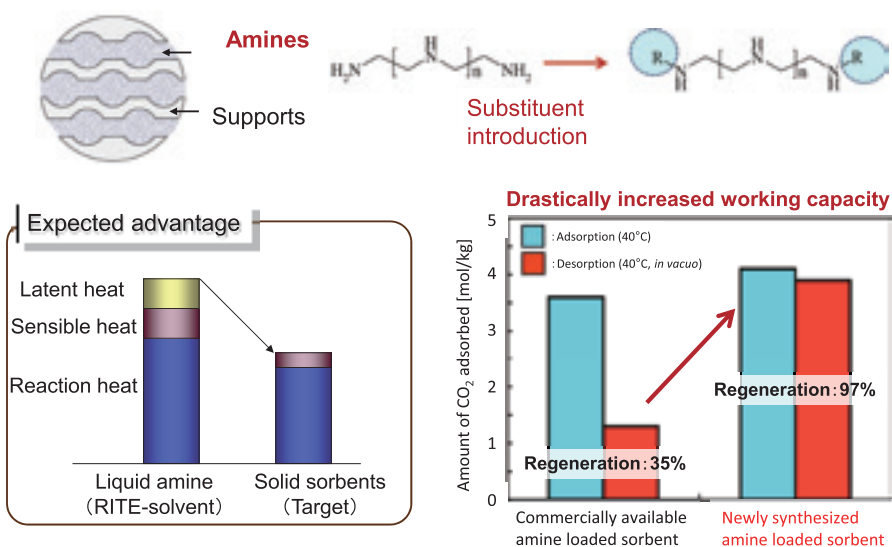 Amines
Supports
H₂N
H
N
n
NH₂
Substituent
introduction
R
N
H
H
N
n
N
H
R
Expected advantage
Latent heat
Sensible heat
Reaction heat
Liquid amine
(RITE-solvent)
Solid sorbents
(Target)
Drastically increased working capacity
Amount of CO₂ adsorbed [mol/kg]
5
4
3
2
1
0
: Adsorption (40°C)
: Desorption (40°C, in vacuo)
Regeneration: 35%
Regeneration: 97%
Commercially available
amine loaded sorbent
Newly synthesized
amine loaded sorbent